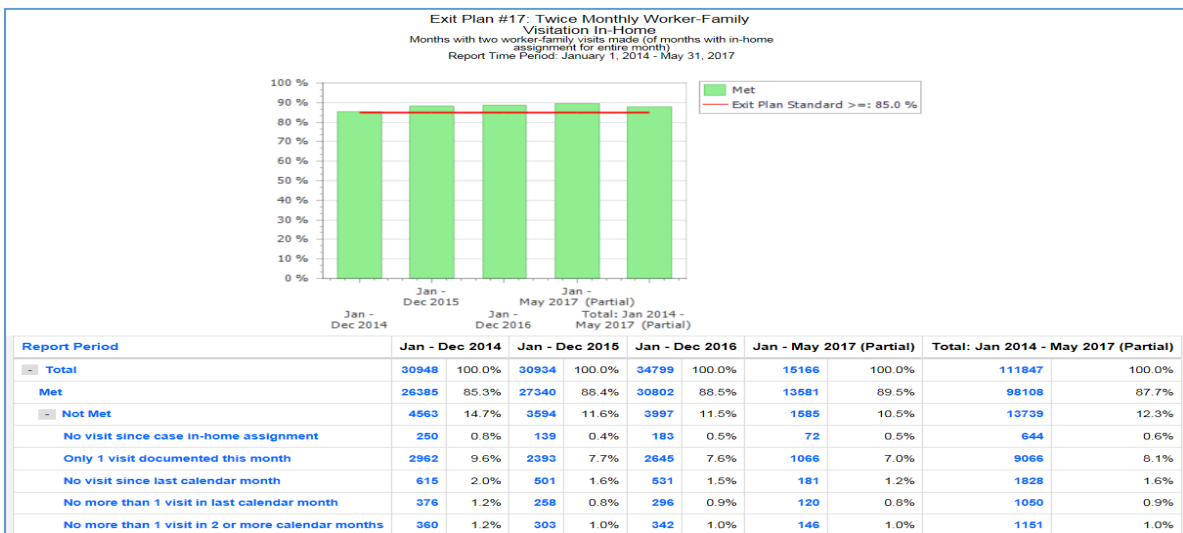 Exit Plan #17: Twice Monthly Worker-Family
Visitation In-Home
Months with two worker-family visits made (of months with in-home
assignment for entire month)
Report Time Period: January 1, 2014 - May 31, 2017
100 %
90 %
80 %
70 %
60 %
50 %
40 %
30 %
20 %
10 %
0 %
Met
Exit Plan Standard >=: 85.0 %
Jan -
Dec 2014
Jan -
Dec 2015
Jan -
Dec 2016
Jan -
May 2017 (Partial)
Total: Jan 2014 -
May 2017 (Partial)
Report Period Jan - Dec 2014 Jan - Dec 2015 Jan - Dec 2016 Jan - May 2017 (Partial) Total: Jan 2014 - May 2017 (Partial)
- Total 30948 100.0% 30934 100.0% 34799 100.0% 15166 100.0% 111847 100.0%
Met 26385 85.3% 27340 88.4% 30802 88.5% 13581 89.5% 98108 87.7%
- Not Met 4563 14.7% 3594 11.6% 3997 11.5% 1585 10.5% 13739 12.3%
No visit since case in-home assignment 250 0.8% 139 0.4% 183 0.5% 72 0.5% 644 0.6%
Only 1 visit documented this month 2962 9.6% 2393 7.7% 2645 7.6% 1066 7.0% 9066 8.1%
No visit since last calendar month 615 2.0% 501 1.6% 531 1.5% 181 1.2% 1828 1.6%
No more than 1 visit in last calendar month 376 1.2% 258 0.8% 296 0.9% 120 0.8% 1050 0.9%
No more than 1 visit in 2 or more calendar months 360 1.2% 303 1.0% 342 1.0% 146 1.0% 1151 1.0%